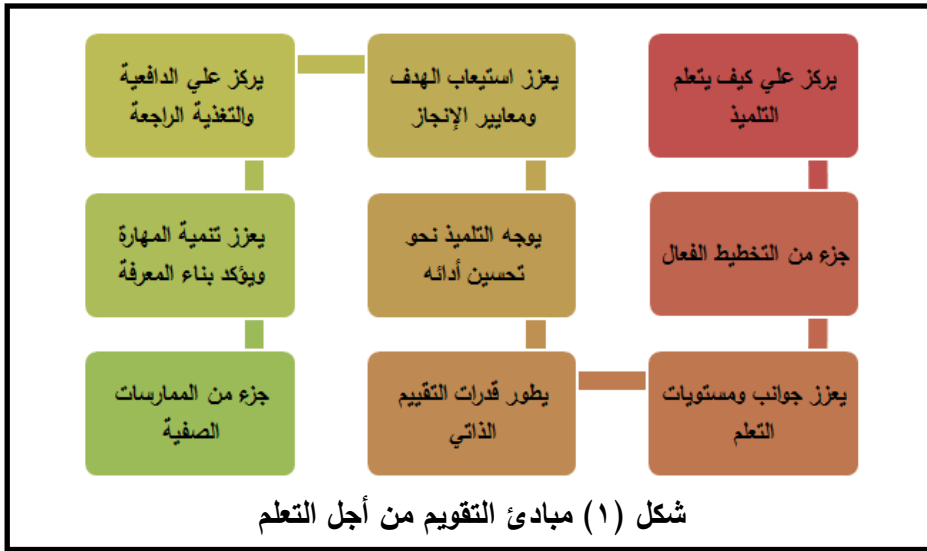 يركز علي كيف يتعلم
التلميذ
جزء من التخطيط الفعال
يعزز جوانب ومستويات
التعلم
يطور قدرات التقييم
الذاتي
يوجه التلميذ نحو
تحسين أدائه
يعزز استيعاب الهدف
ومعايير الإنجاز
يركز علي الدافعية
والتغذية الراجعة
يعزز تنمية المهارة
ويؤكد بناء المعرفة
جزء من الممارسات
الصفية
شكل (١) مبادئ التقويم من أجل التعلم